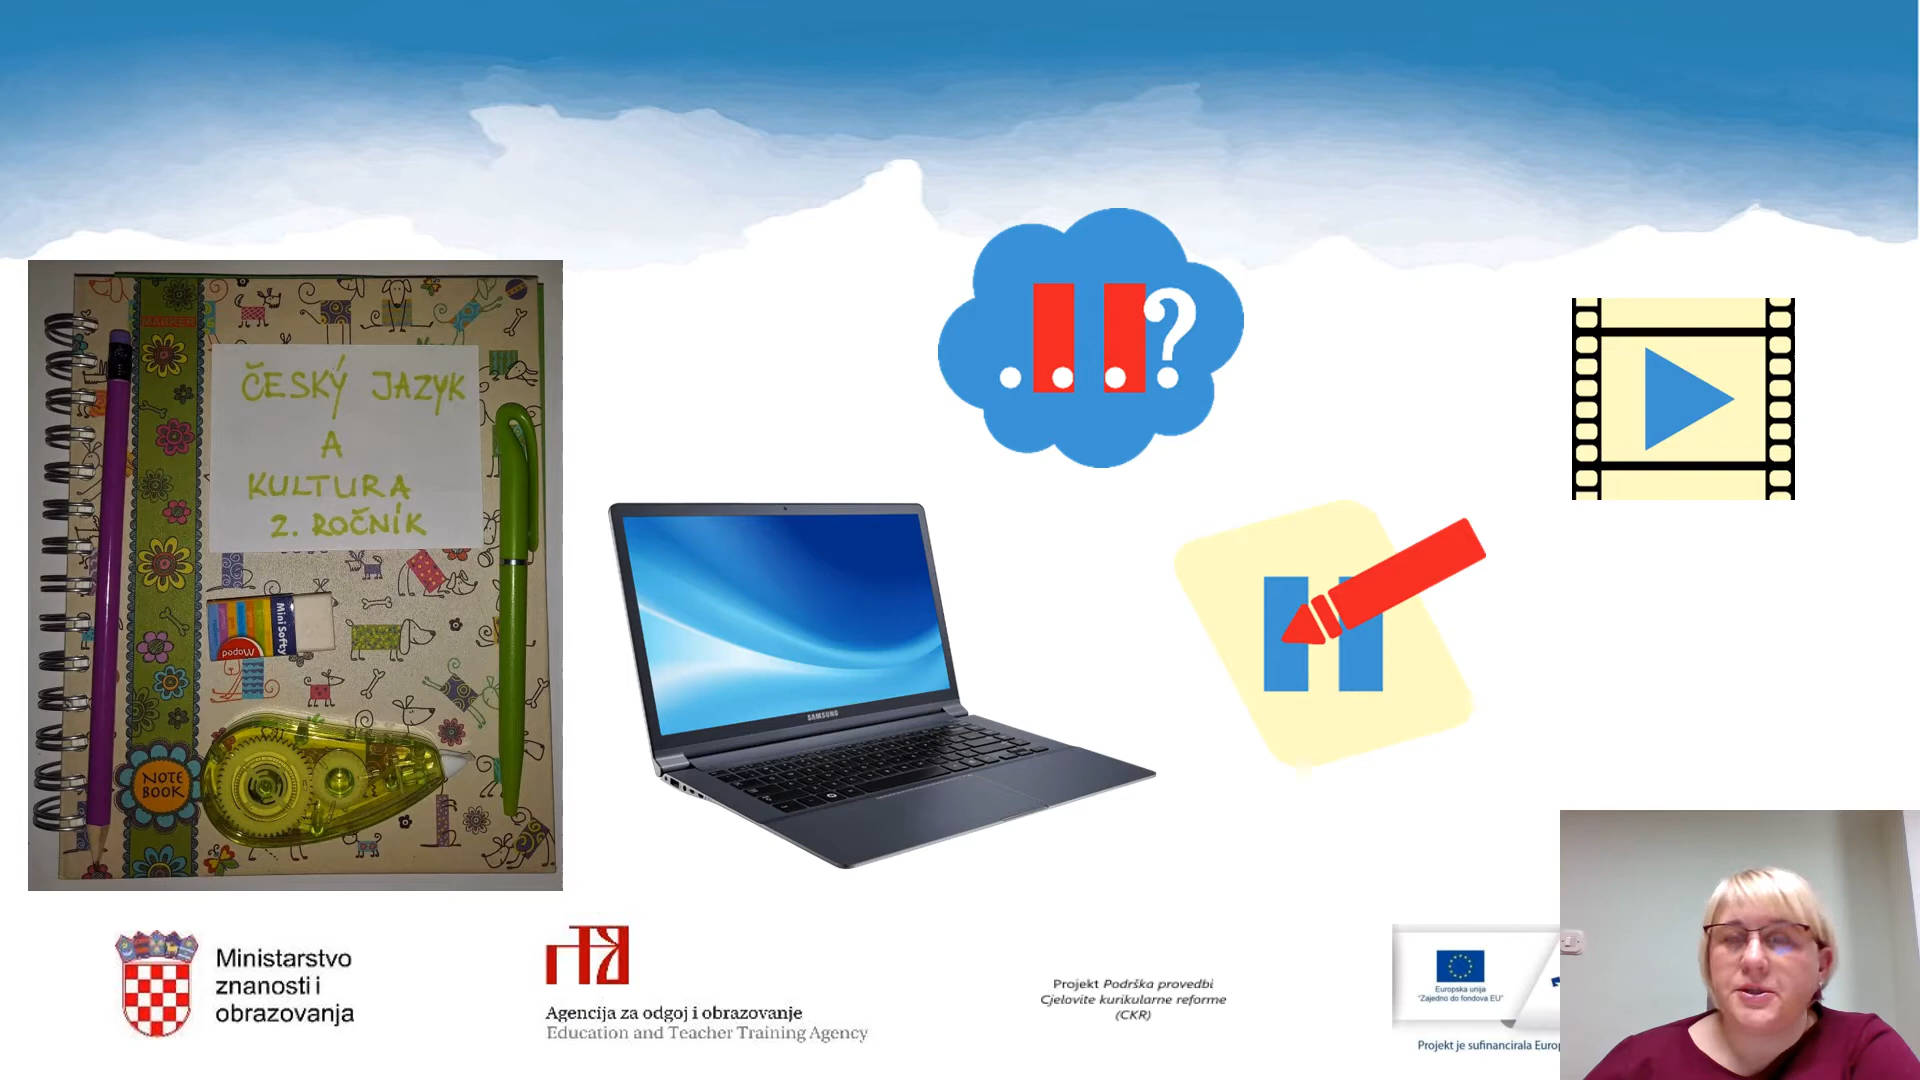 MARKER
ČESKÝ JAZYK
A
KULTURA
2. ROČNÍK
Mini Softy
Maped
NOTE
BOOK
. . . . ?
SAMSUNG
Ministarstvo
znanosti i
obrazovanja
Agencija za odgoj i obrazovanje
Education and Teacher Training Agency
Projekt Podrška provedbi
Cjelovite kurikularne reforme
(CKR)
Europska unija
"Zajedno do fondova EU"
Projekt je sufinancirala Europ